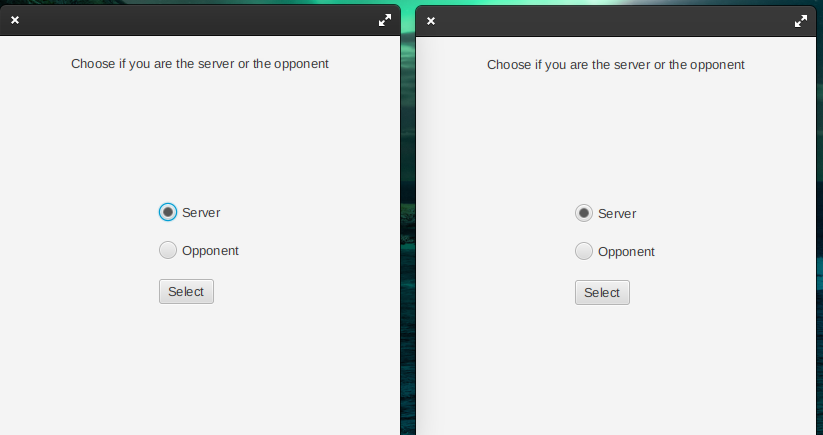 Choose if you are the server or the opponent
Server
Opponent
Select
Choose if you are the server or the opponent
Server
Opponent
Select